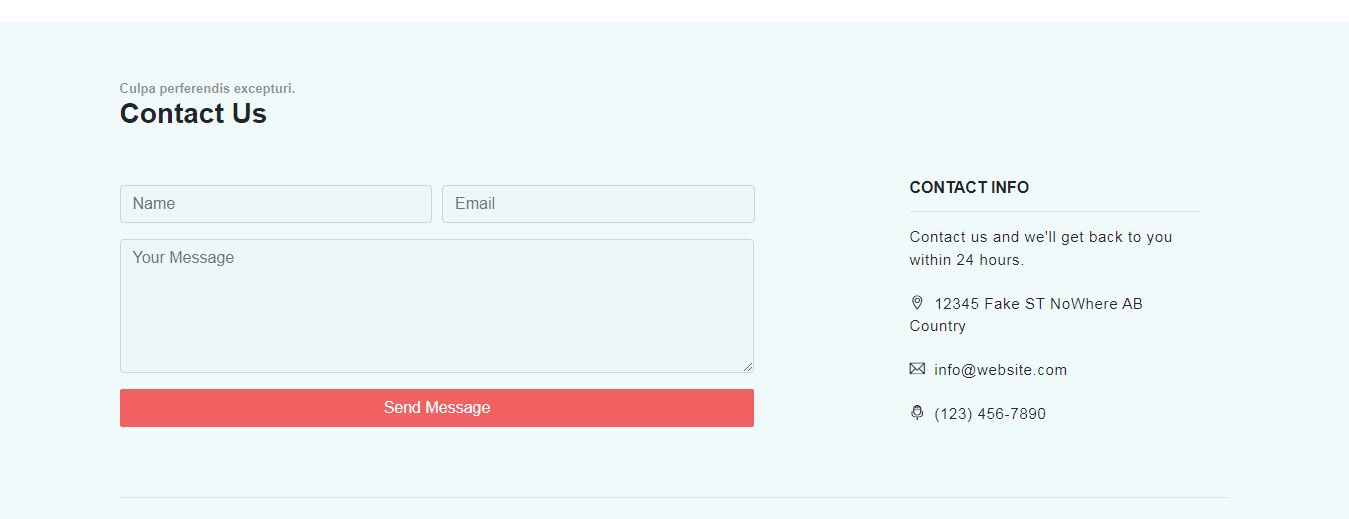 Culpa perferendis excepturi.
Contact Us
Name
Email
Your Message
Send Message
CONTACT INFO
Contact us and we'll get back to you
within 24 hours.
12345 Fake ST NoWhere AB
Country
info@website.com
(123) 456-7890